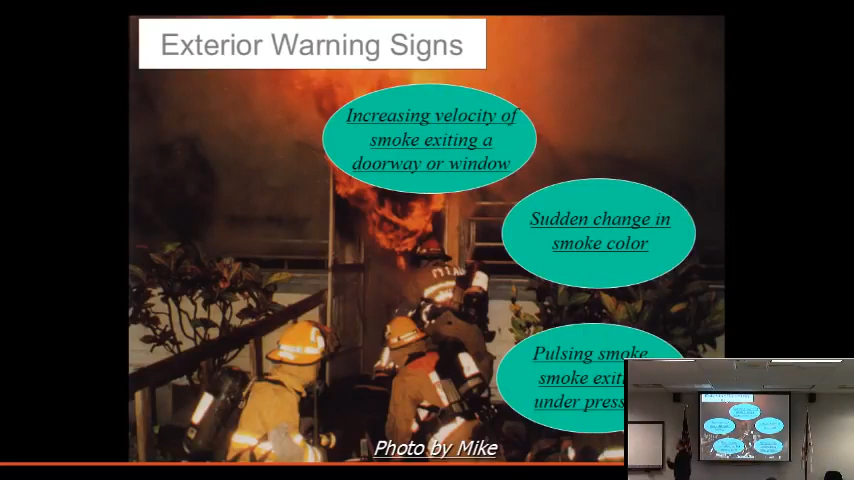 Exterior Warning Signs
Increasing velocity of
smoke exiting a
doorway or window
Sudden change in
smoke color
Pulsing smoke
smoke exiti
under press
Photo by Mike